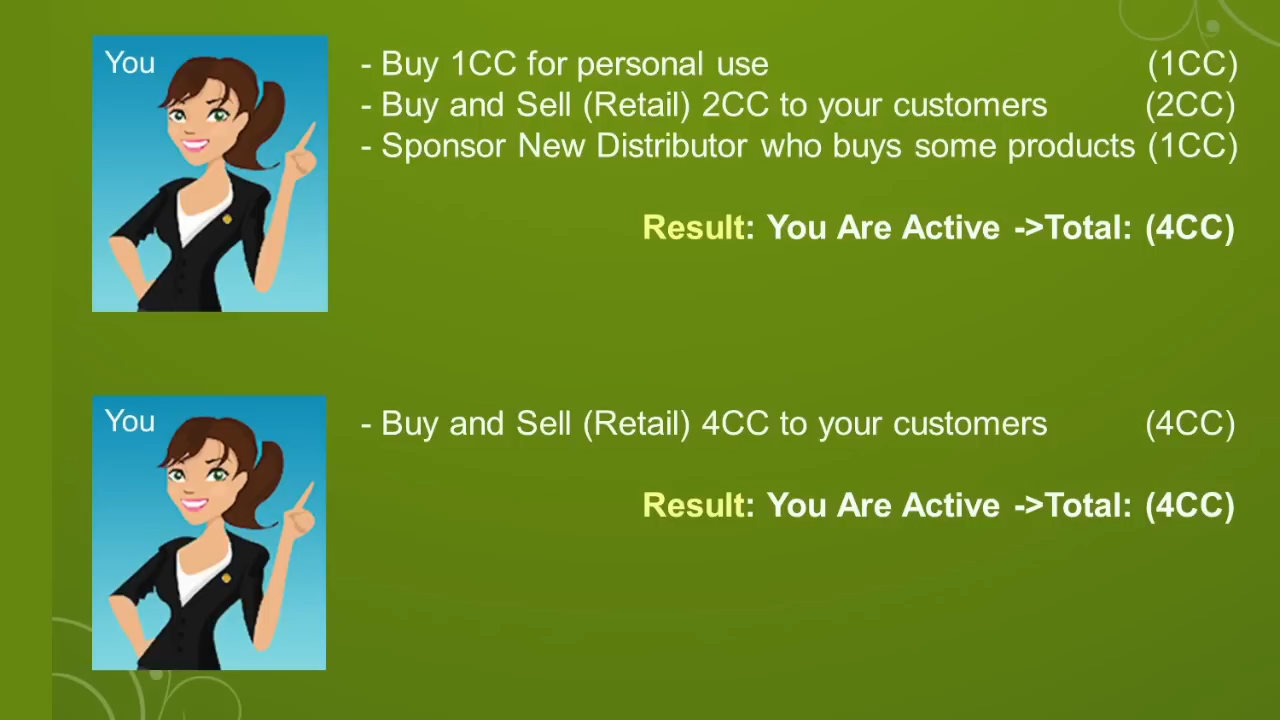 You
- Buy 1CC for personal use (1CC)
- Buy and Sell (Retail) 2CC to your customers (2CC)
- Sponsor New Distributor who buys some products (1CC)
Result: You Are Active ->Total: (4CC)
You
- Buy and Sell (Retail) 4CC to your customers (4CC)
Result: You Are Active ->Total: (4CC)